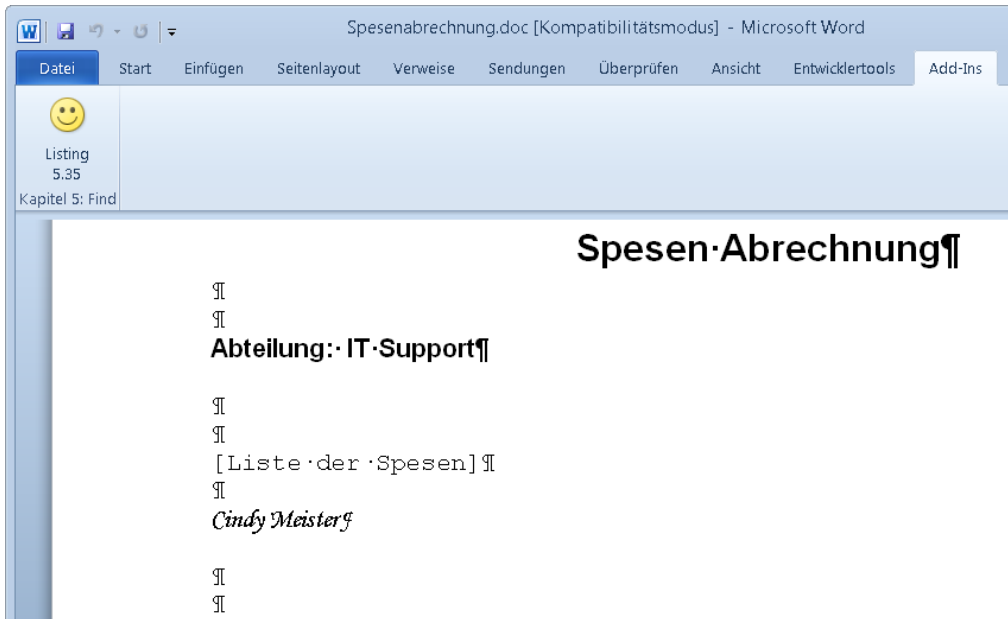 Spesenabrechnung.doc [Kompatibilitätsmodus] - Microsoft Word
Datei Start Einfügen Seitenlayout Verweise Sendungen Überprüfen Ansicht Entwicklertools Add-Ins
Listing
5.35
Kapitel 5: Find
Spesen·Abrechnung¶
¶
¶
Abteilung:·IT·Support¶
¶
¶
[Liste·der·Spesen]¶
¶
Cindy Meister¶
¶
¶